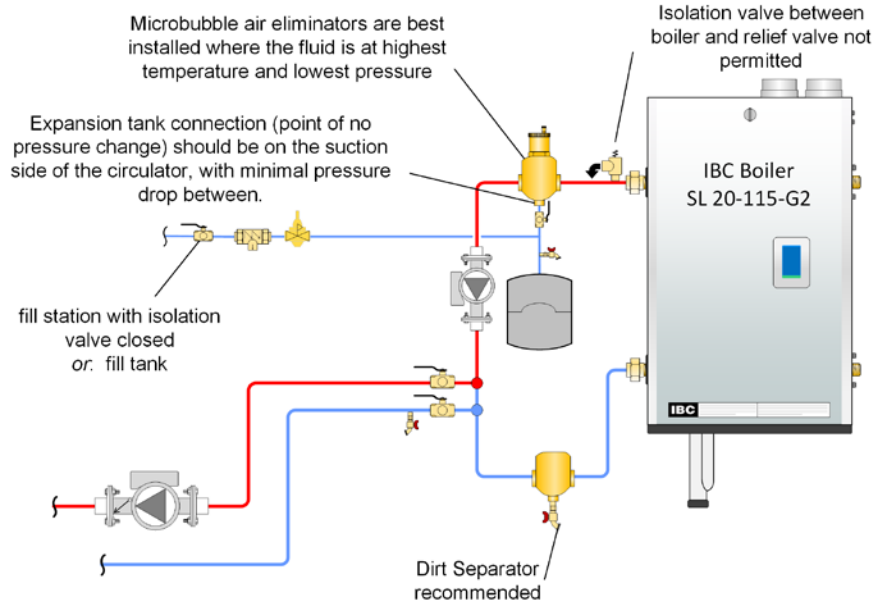 Microbubble air eliminators are best
installed where the fluid is at highest
temperature and lowest pressure
Isolation valve between
boiler and relief valve not
permitted
Expansion tank connection (point of no
pressure change) should be on the suction
side of the circulator, with minimal pressure
drop between.
IBC Boiler
SL 20-115-G2
fill station with isolation
valve closed
or: fill tank
IBC
Dirt Separator
recommended